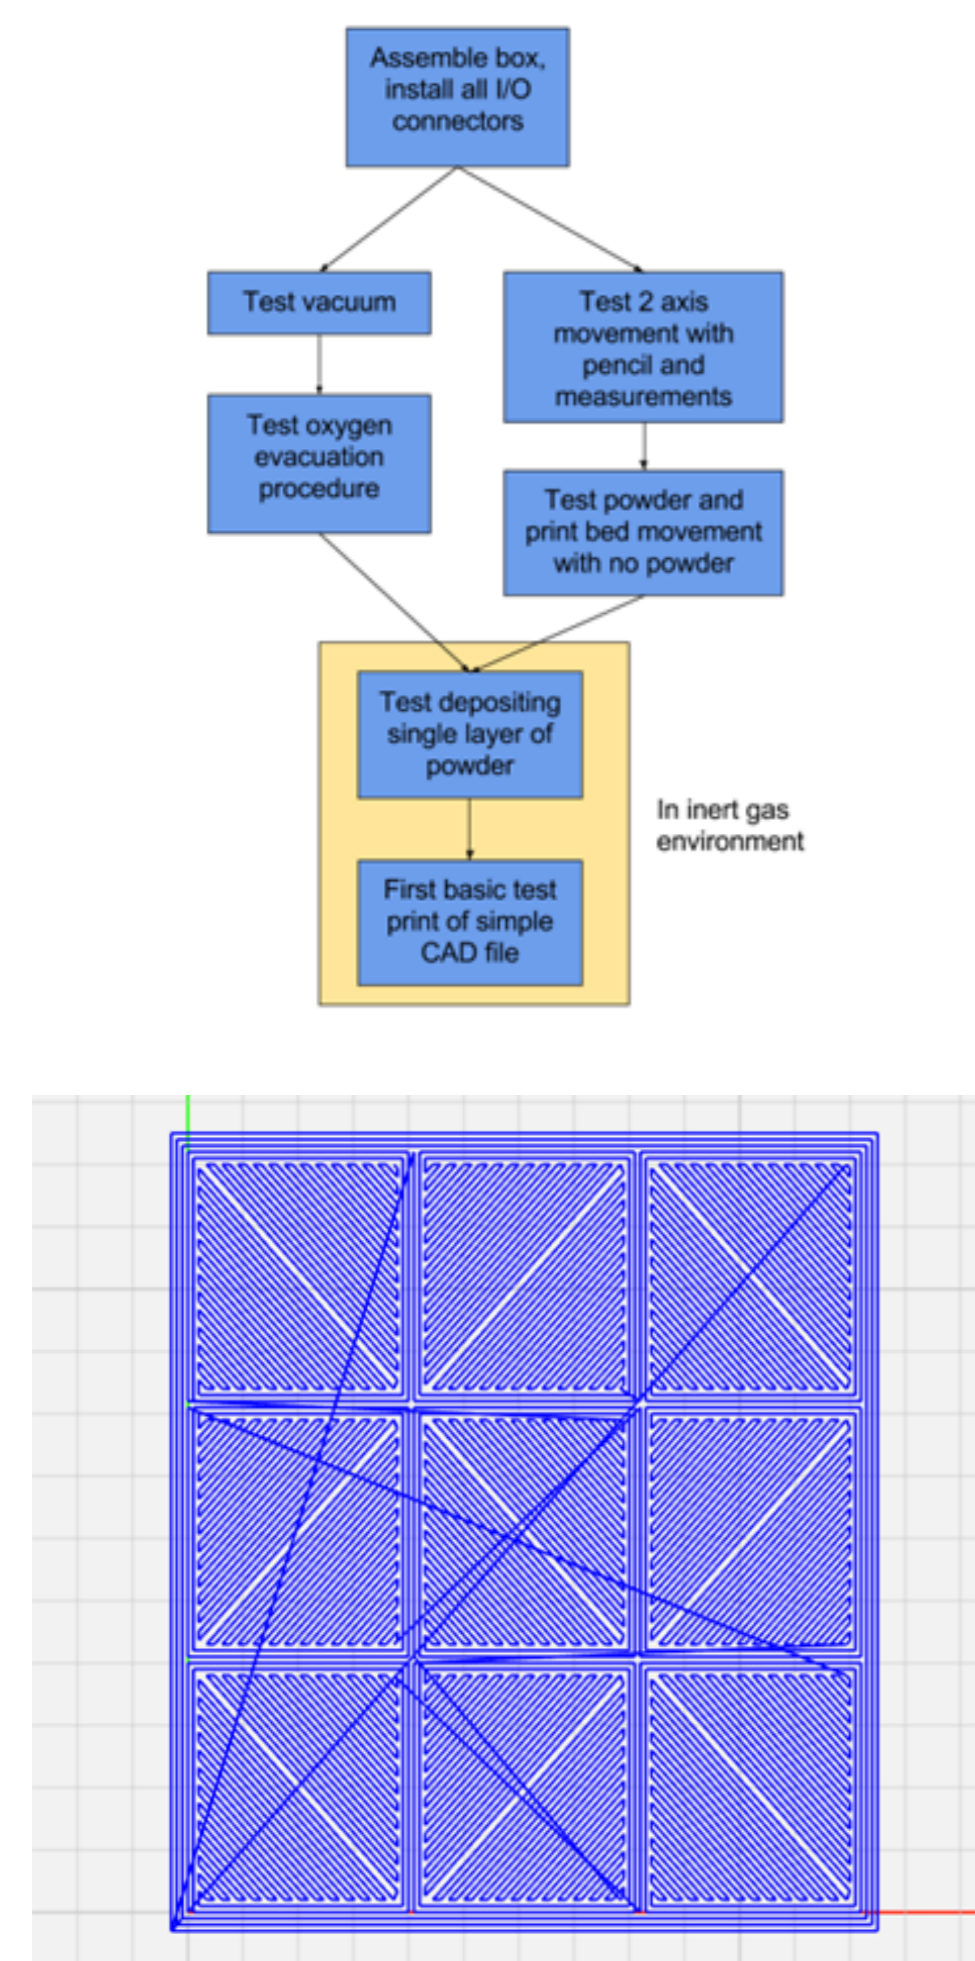 Assemble box,
install all I/O
connectors
Test vacuum
Test 2 axis
movement with
pencil and
measurements
Test oxygen
evacuation
procedure
Test powder and
print bed movement
with no powder
Test depositing
single layer of
powder
In inert gas
environment
First basic test
print of simple
CAD file